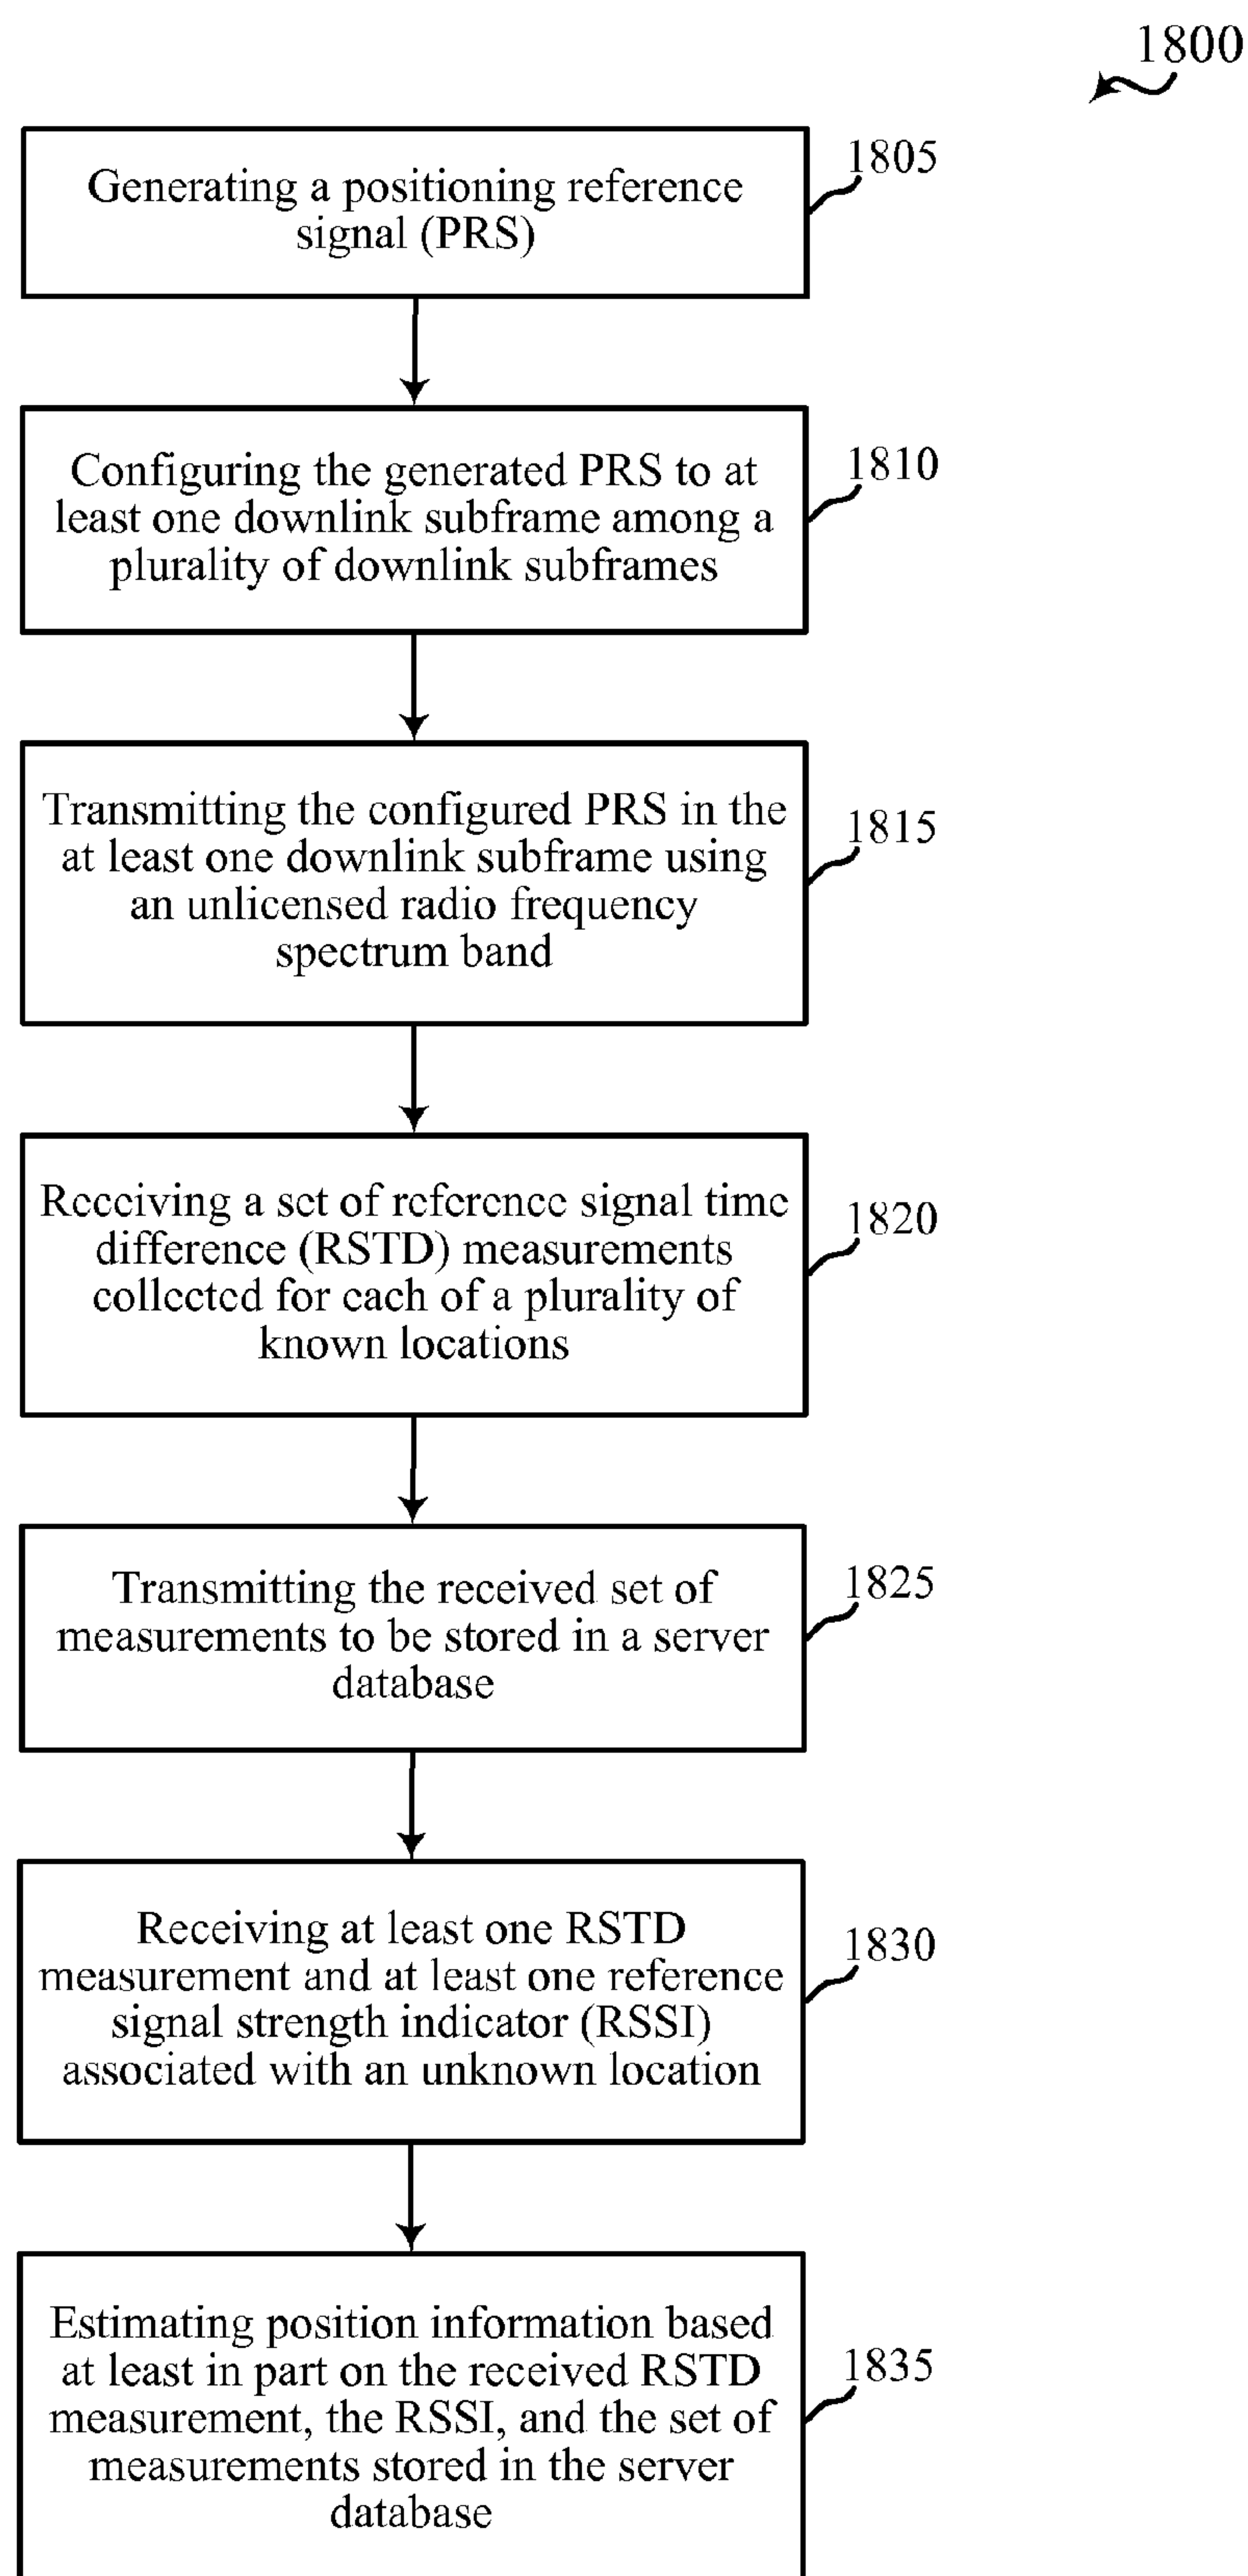 1800
Generating a positioning reference
signal (PRS)
1805
Configuring the generated PRS to at
least one downlink subframe among a
plurality of downlink subframes
1810
Transmitting the configured PRS in the
at least one downlink subframe using
an unlicensed radio frequency
spectrum band
1815
Receiving a set of reference signal time
difference (RSTD) measurements
collected for each of a plurality of
known locations
1820
Transmitting the received set of
measurements to be stored in a server
database
1825
Receiving at least one RSTD
measurement and at least one reference
signal strength indicator (RSSI)
associated with an unknown location
1830
Estimating position information based
at least in part on the received RSTD
measurement, the RSSI, and the set of
measurements stored in the server
database
1835